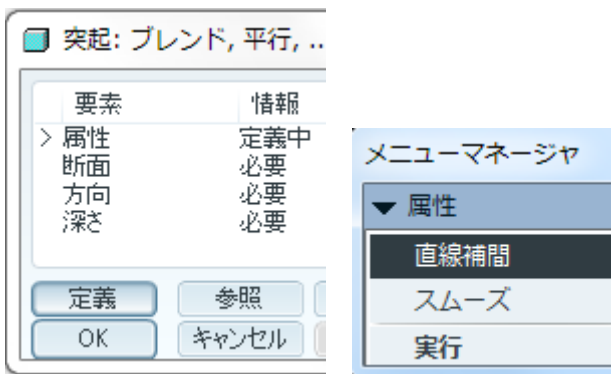 突起: ブレンド, 平行, ..
要素 情報
> 属性 定義中
断面 必要
方向 必要
深さ 必要
定義 参照
OK キャンセル
メニューマネージャ
▼ 属性
直線補間
スムーズ
実行